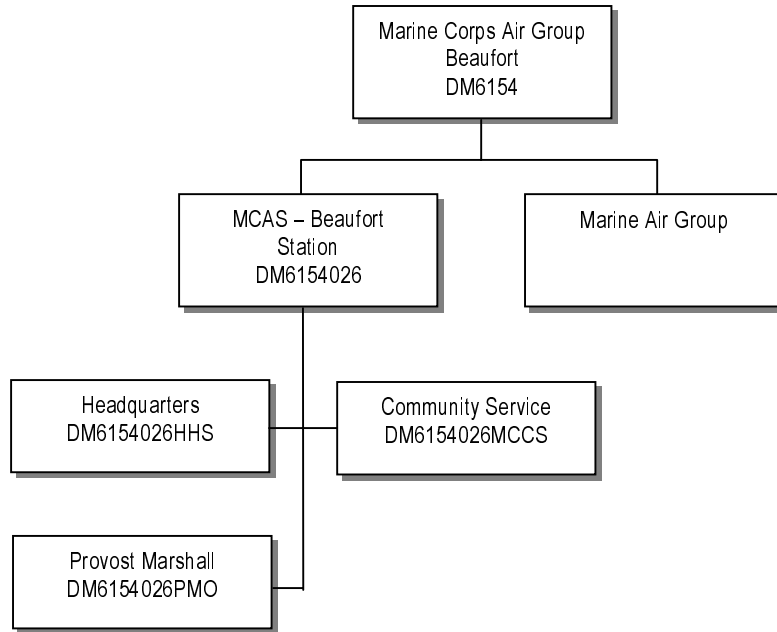 Marine Corps Air Group
Beaufort
DM6154
MCAS – Beaufort
Station
DM6154026
Marine Air Group
Headquarters
DM6154026HHS
Community Service
DM6154026MCCS
Provost Marshall
DM6154026PMO